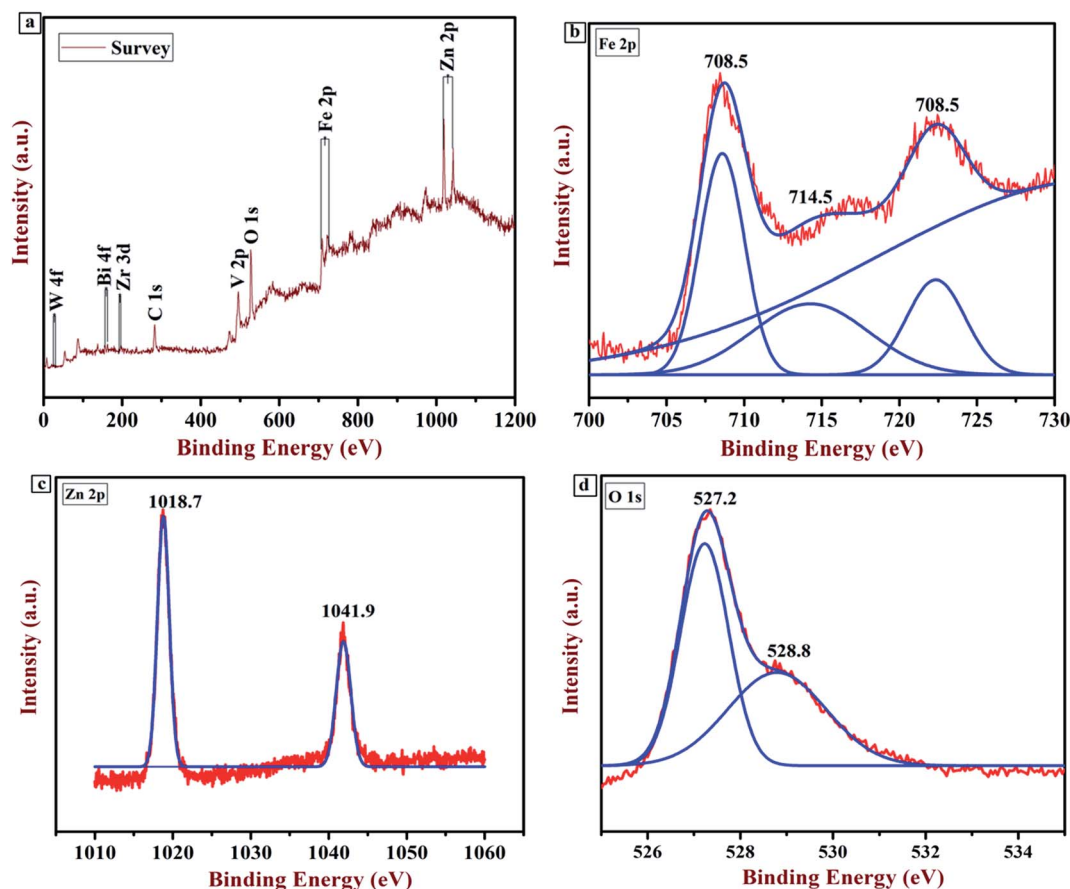 a
Survey
W 4f
Bi 4f
Zr 3d
C 1s
V 2p
O 1s
Fe 2p
Zn 2p
Intensity (a.u.)
0 200 400 600 800 1000 1200
Binding Energy (eV)
b
Fe 2p
708.5
714.5
708.5
Intensity (a.u.)
700 705 710 715 720 725 730
Binding Energy (eV)
c
Zn 2p
1018.7
1041.9
Intensity (a.u.)
1010 1020 1030 1040 1050 1060
Binding Energy (eV)
d
O 1s
527.2
528.8
Intensity (a.u.)
526 528 530 532 534
Binding Energy (eV)